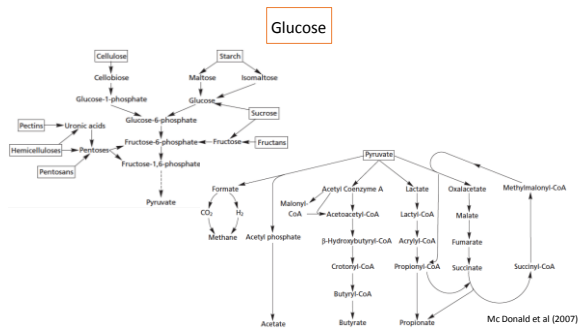 Glucose
Cellulose
Starch
Cellobiose
Maltose
Isomaltose
Glucose-1-phosphate
Glucose
Sucrose
Glucose-6-phosphate
Pectins
Uronic acids
Fructose-6-phosphate
Fructose
Fructans
Hemicelluloses
Pentoses
Fructose-1,6-phosphate
Pentosans
Pyruvate
Pyruvate
Formate
Acetyl Coenzyme A
Lactate
Oxalacetate
Methylmalonyl-CoA
Malonyl-
CoA
CO2
H2
Acetoacetyl-CoA
Lactyl-CoA
Malate
Methane
Acetyl phosphate
β-Hydroxybutyryl-CoA
Acrylyl-CoA
Fumarate
Crotonyl-CoA
Propionyl-CoA
Succinate
Succinyl-CoA
Butyryl-CoA
Acetate
Butyrate
Propionate
Mc Donald et al (2007)